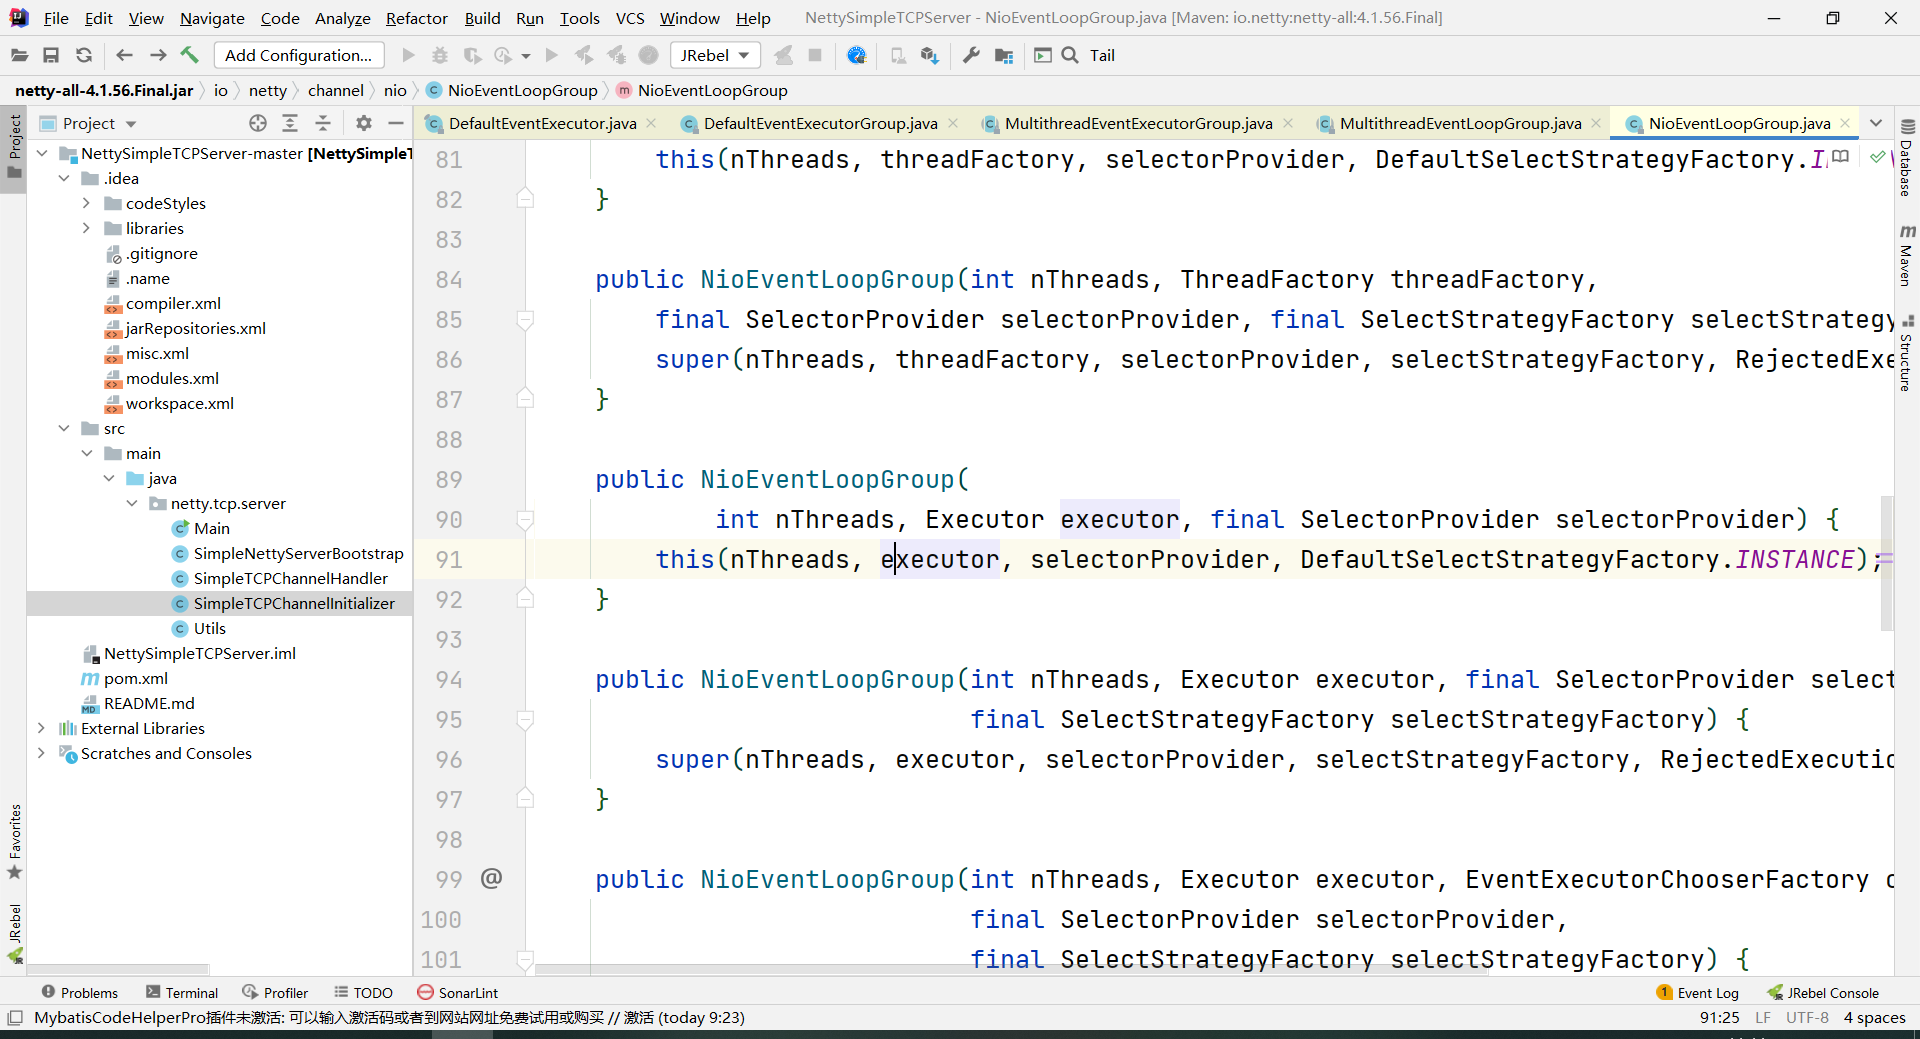 File Edit View Navigate Code Analyze Refactor Build Run Tools VCS Window Help NettySimpleTCPServer - NioEventLoopGroup.java [Maven: io.netty:netty-all:4.1.56.Final]
Add Configuration... JRebel Tail
netty-all-4.1.56.Final.jar io netty channel nio NioEventLoopGroup NioEventLoopGroup
Project
DefaultEventExecutor.java DefaultEventExecutorGroup.java MultithreadEventExecutorGroup.java MultithreadEventLoopGroup.java NioEventLoopGroup.java
Project
NettySimpleTCPServer-master [NettySimpleT
.idea
codeStyles
libraries
.gitignore
.name
compiler.xml
jarRepositories.xml
misc.xml
modules.xml
workspace.xml
src
main
java
netty.tcp.server
Main
SimpleNettyServerBootstrap
SimpleTCPChannelHandler
SimpleTCPChannelInitializer
Utils
NettySimpleTCPServer.iml
pom.xml
README.md
External Libraries
Scratches and Consoles
Favorites
JRebel
81 this(nThreads, threadFactory, selectorProvider, DefaultSelectStrategyFactory.I
82 }
83
84 public NioEventLoopGroup(int nThreads, ThreadFactory threadFactory,
85 final SelectorProvider selectorProvider, final SelectStrategyFactory selectStrategy
86 super(nThreads, threadFactory, selectorProvider, selectStrategyFactory, RejectedExe
87 }
88
89 public NioEventLoopGroup(
90 int nThreads, Executor executor, final SelectorProvider selectorProvider) {
91 this(nThreads, executor, selectorProvider, DefaultSelectStrategyFactory.INSTANCE);
92 }
93
94 public NioEventLoopGroup(int nThreads, Executor executor, final SelectorProvider select
95 final SelectStrategyFactory selectStrategyFactory) {
96 super(nThreads, executor, selectorProvider, selectStrategyFactory, RejectedExecutio
97 }
98
99 @ public NioEventLoopGroup(int nThreads, Executor executor, EventExecutorChooserFactory c
100 final SelectorProvider selectorProvider,
101 final SelectStrategyFactory selectStrategyFactory) {
Database
Maven
Structure
Problems Terminal Profiler TODO SonarLint 1 Event Log JRebel Console
MybatisCodeHelperPro插件未激活: 可以输入激活码或者到网站网址免费试用或购买 // 激活 (today 9:23) 91:25 LF UTF-8 4 spaces